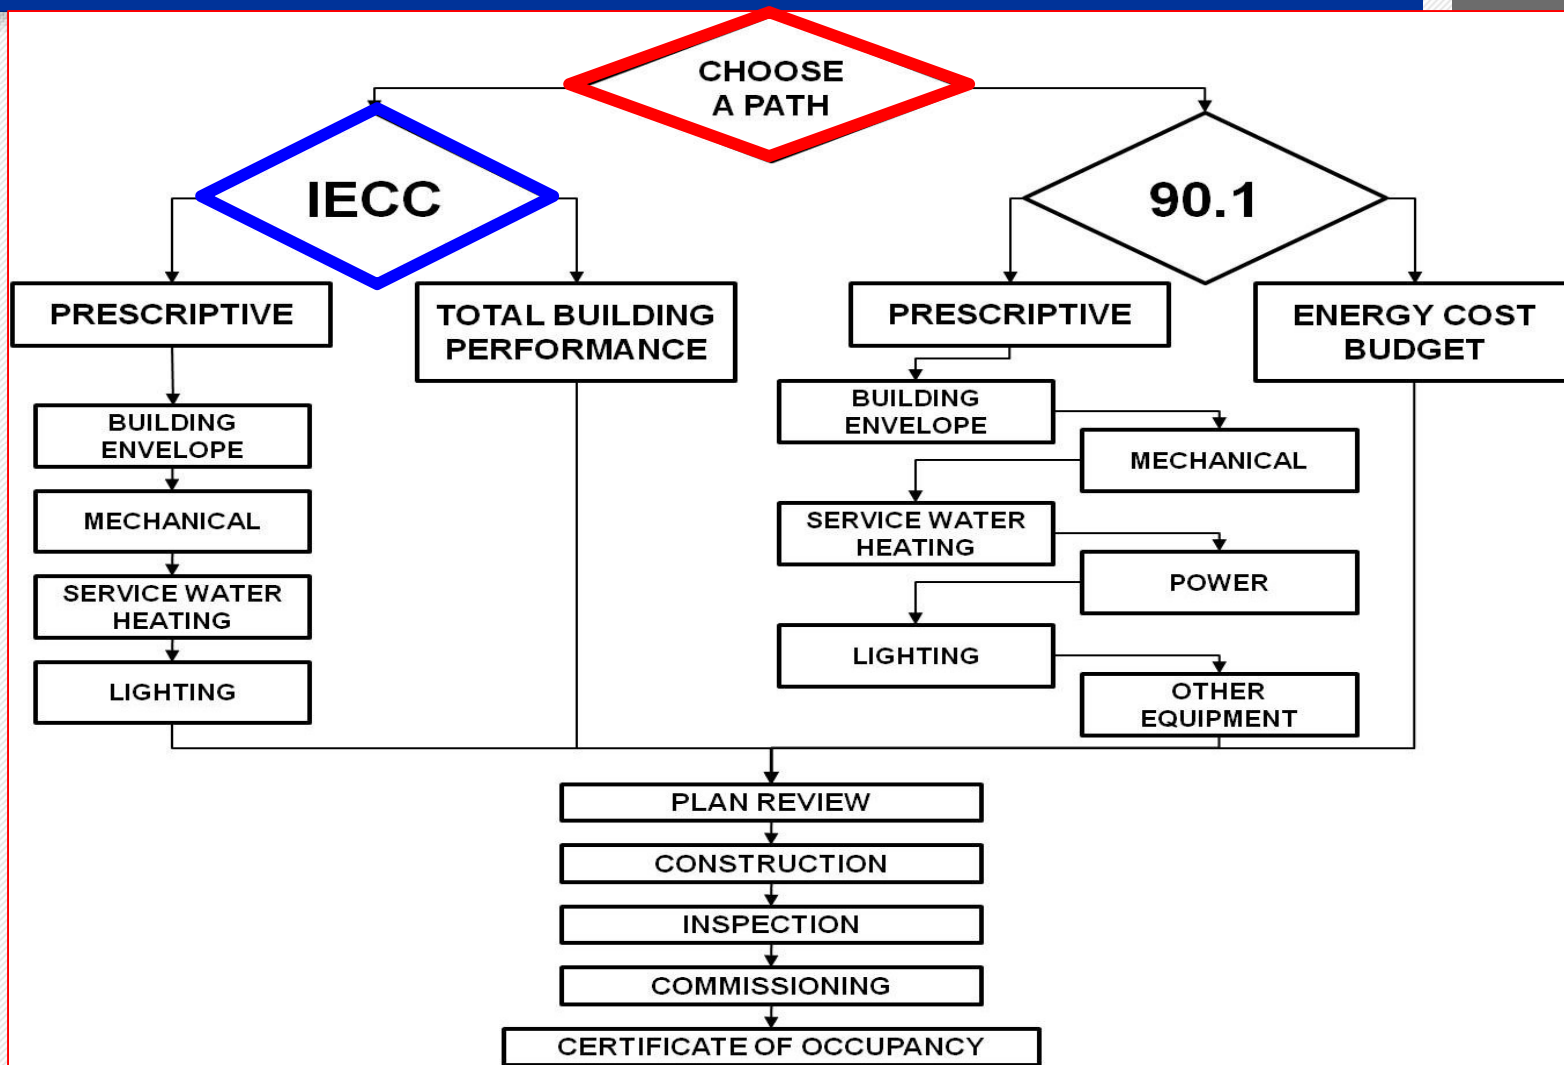 CHOOSE
A PATH
IECC
90.1
PRESCRIPTIVE
TOTAL BUILDING
PERFORMANCE
PRESCRIPTIVE
ENERGY COST
BUDGET
BUILDING
ENVELOPE
MECHANICAL
SERVICE WATER
HEATING
LIGHTING
BUILDING
ENVELOPE
MECHANICAL
SERVICE WATER
HEATING
POWER
LIGHTING
OTHER
EQUIPMENT
PLAN REVIEW
CONSTRUCTION
INSPECTION
COMMISSIONING
CERTIFICATE OF OCCUPANCY